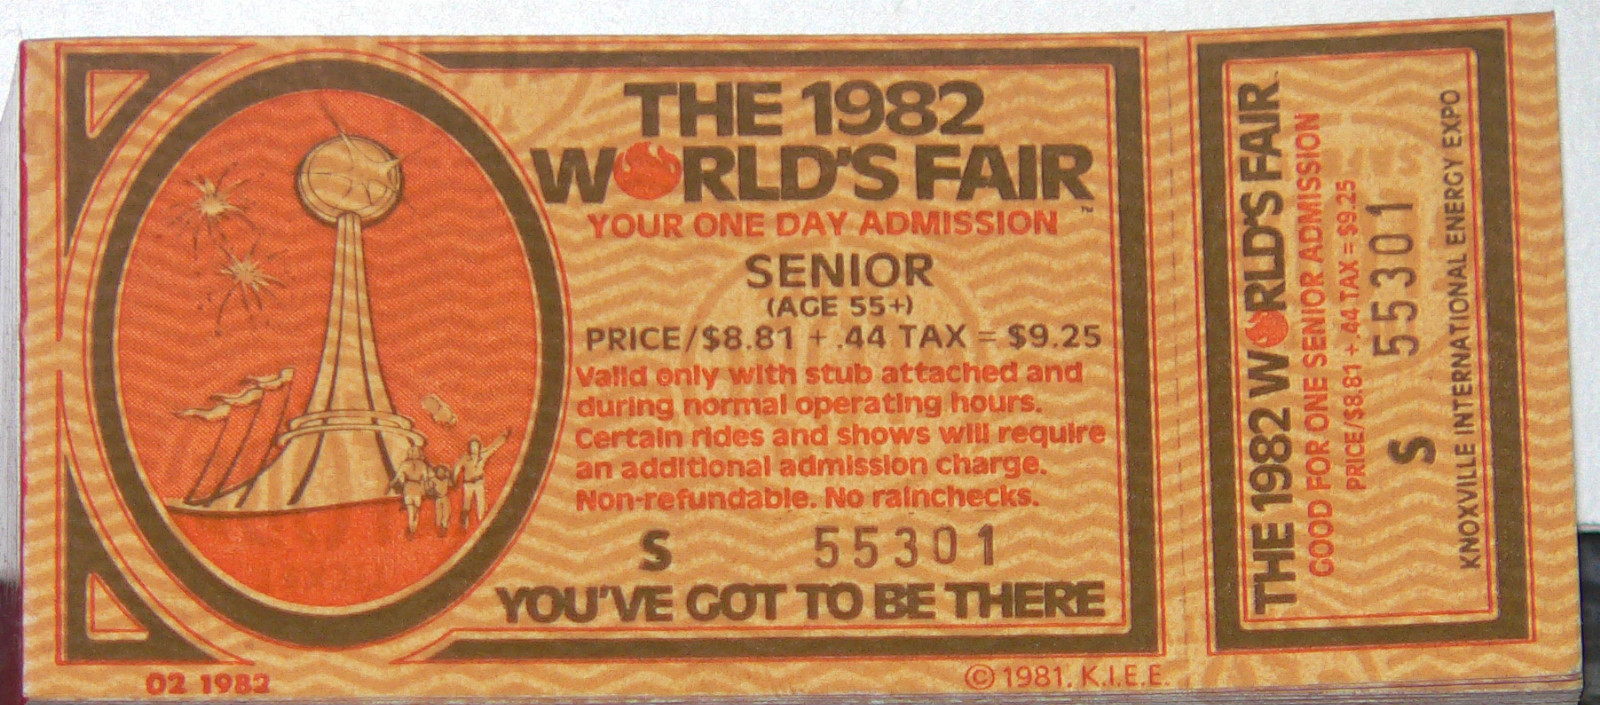 THE 1982
WORLD'S FAIR™
YOUR ONE DAY ADMISSION
SENIOR
(AGE 55+)
PRICE/$8.81 + .44 TAX = $9.25
Valid only with stub attached and
during normal operating hours.
Certain rides and shows will require
an additional admission charge.
Non-refundable. No rainchecks.
S 55301
YOU'VE GOT TO BE THERE
02 1982
© 1981. K.I.E.E.
THE 1982 WORLD'S FAIR™
GOOD FOR ONE SENIOR ADMISSION
PRICE/$8.81 + .44 TAX = $9.25
S 55301
KNOXVILLE INTERNATIONAL ENERGY EXPO